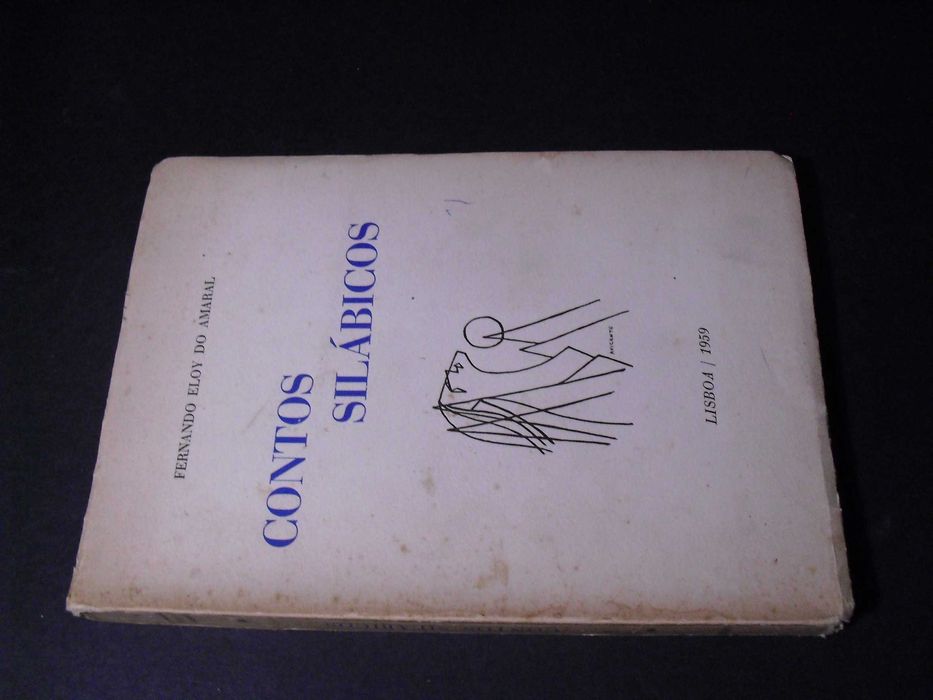 FERNANDO ELOY DO AMARAL
CONTOS
SILÁBICOS
LISBOA / 1959